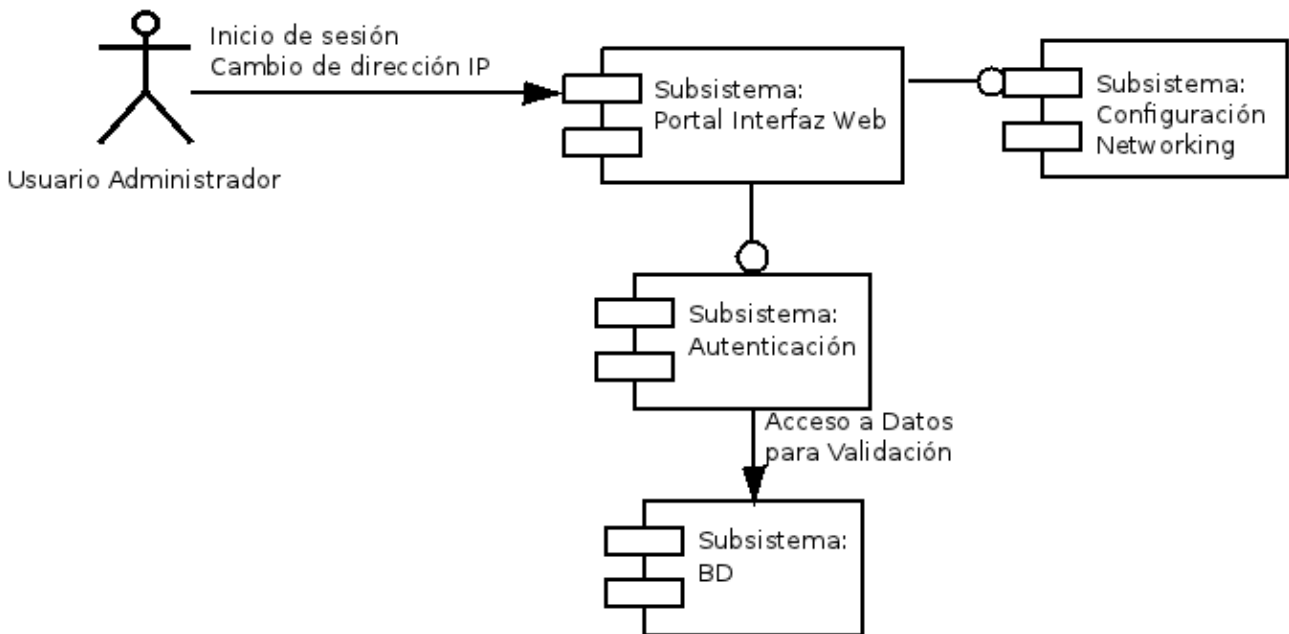 Inicio de sesión
Cambio de dirección IP
Usuario Administrador
Subsistema:
Portal Interfaz Web
Subsistema:
Configuración
Networking
Subsistema:
Autenticación
Acceso a Datos
para Validación
Subsistema:
BD